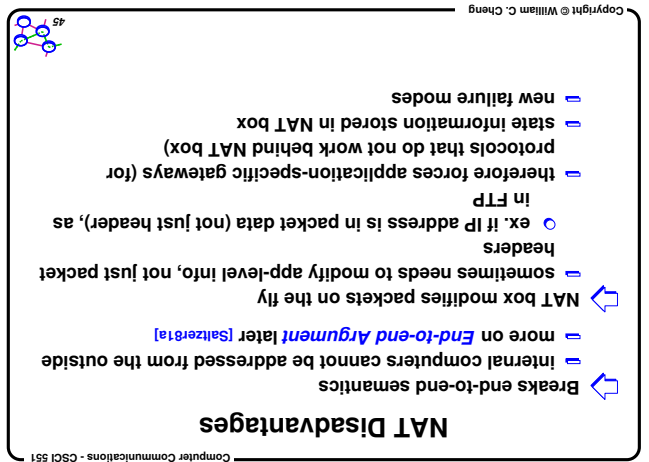 Computer Communications - CSCI 551
NAT Disadvantages
Breaks end-to-end semantics
internal computers cannot be addressed from the outside
more on End-to-end Argument later [Saltzer81a]
NAT box modifies packets on the fly
sometimes needs to modify app-level info, not just packet
headers
ex. if IP address is in packet data (not just header), as
in FTP
therefore forces application-specific gateways (for
protocols that do not work behind NAT box)
state information stored in NAT box
new failure modes
45
Copyright © William C. Cheng